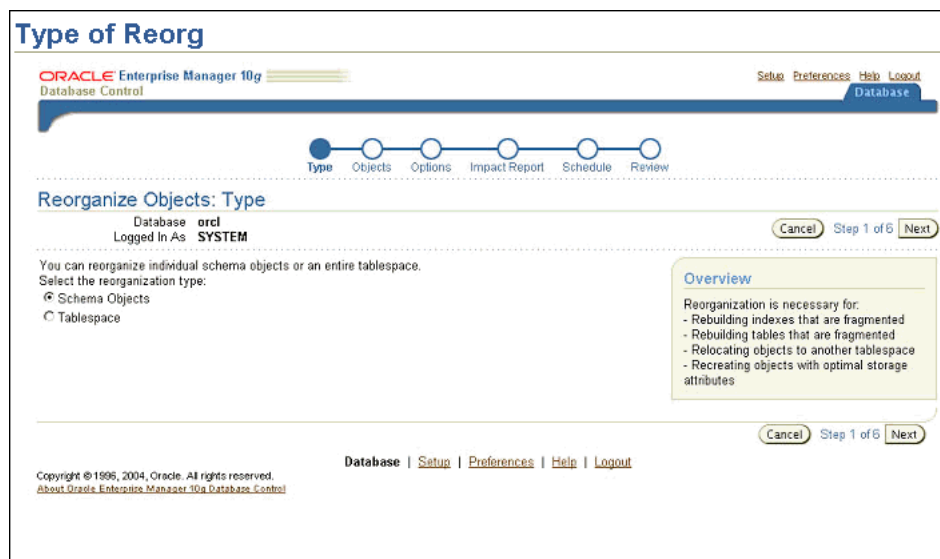 Type of Reorg
ORACLE Enterprise Manager 10g
Database Control
Setup Preferences Help Logout
Database
Type Objects Options Impact Report Schedule Review
Reorganize Objects: Type
Database orcl
Logged In As SYSTEM
Cancel Step 1 of 6 Next
You can reorganize individual schema objects or an entire tablespace.
Select the reorganization type:
Schema Objects
Tablespace
Overview
Reorganization is necessary for:
- Rebuilding indexes that are fragmented
- Rebuilding tables that are fragmented
- Relocating objects to another tablespace
- Recreating objects with optimal storage
attributes
Cancel Step 1 of 6 Next
Database | Setup | Preferences | Help | Logout
Copyright © 1996, 2004, Oracle. All rights reserved.
About Oracle Enterprise Manager 10g Database Control